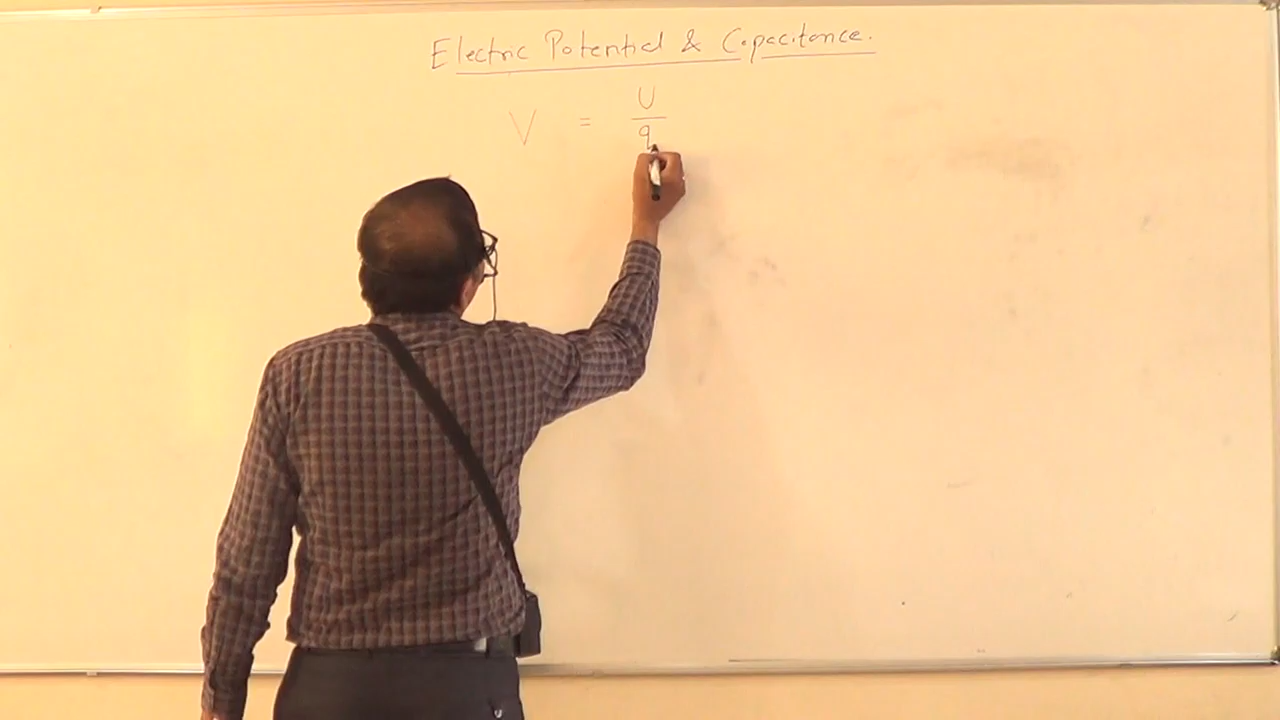 Electric Potential & Capacitance.
V = U/q